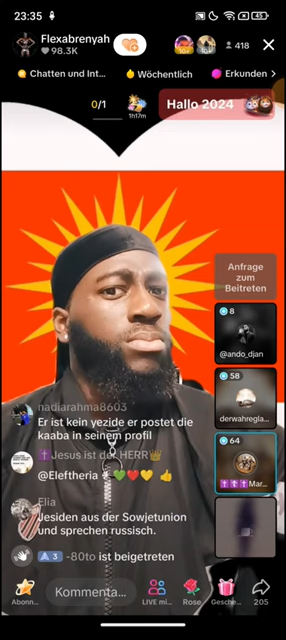 23:35
45
Flexabrenyah
98.3K
418
Chatten und Int...
Wöchentlich
Erkunden >
0/1
1h17m
Hallo 2024
Anfrage
zum
Beitreten
8
@ando_djan
58
derwahregla...
64
Mar...
nadiarahma8603
Er ist kein yezide er postet die
kaaba in seinem profil
Jesus ist der HERR
@Eleftheria
Elia
Jesiden aus der Sowjetunion
und sprechen russisch.
3 -80to ist beigetreten
Abonn...
Kommenta...
LIVE mi...
Rose
Gesche...
205